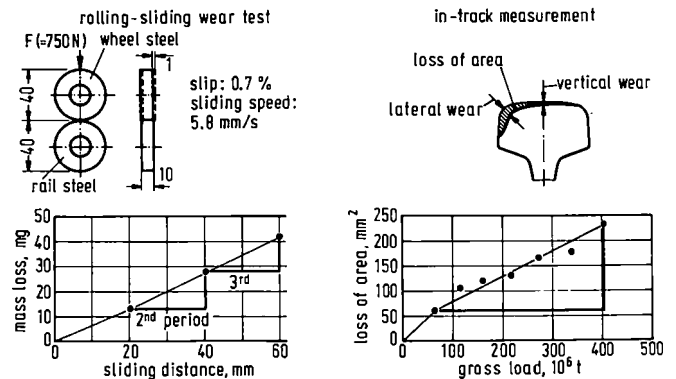 rolling-sliding wear test
F(=750N) wheel steel
1
40
40
slip: 0.7 %
sliding speed:
5.8 mm/s
rail steel
10
in-track measurement
loss of area
vertical wear
lateral wear
mass loss, mg
50
40
30
20
10
0
2nd period
3rd
0 20 40 60
sliding distance, mm
loss of area, mm²
250
200
150
100
50
0
0 100 200 300 400 500
gross load, 10⁶ t